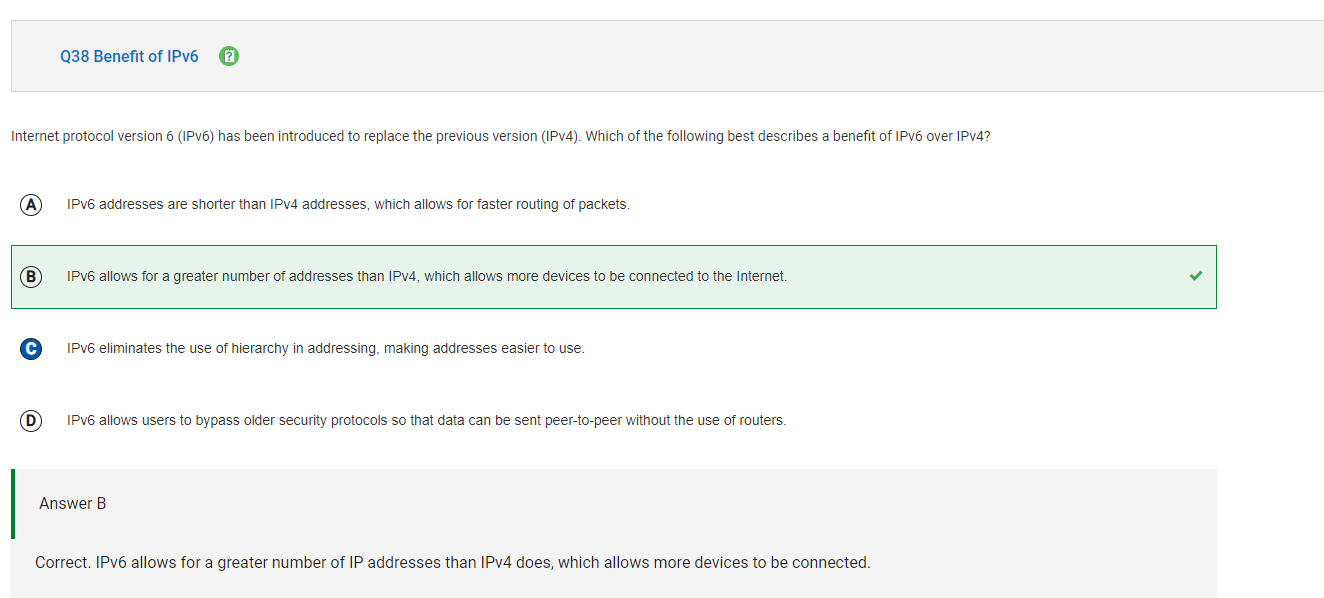 Q38 Benefit of IPv6
Internet protocol version 6 (IPv6) has been introduced to replace the previous version (IPv4). Which of the following best describes a benefit of IPv6 over IPv4?
A IPv6 addresses are shorter than IPv4 addresses, which allows for faster routing of packets.
B IPv6 allows for a greater number of addresses than IPv4, which allows more devices to be connected to the Internet.
C IPv6 eliminates the use of hierarchy in addressing, making addresses easier to use.
D IPv6 allows users to bypass older security protocols so that data can be sent peer-to-peer without the use of routers.
Answer B
Correct. IPv6 allows for a greater number of IP addresses than IPv4 does, which allows more devices to be connected.